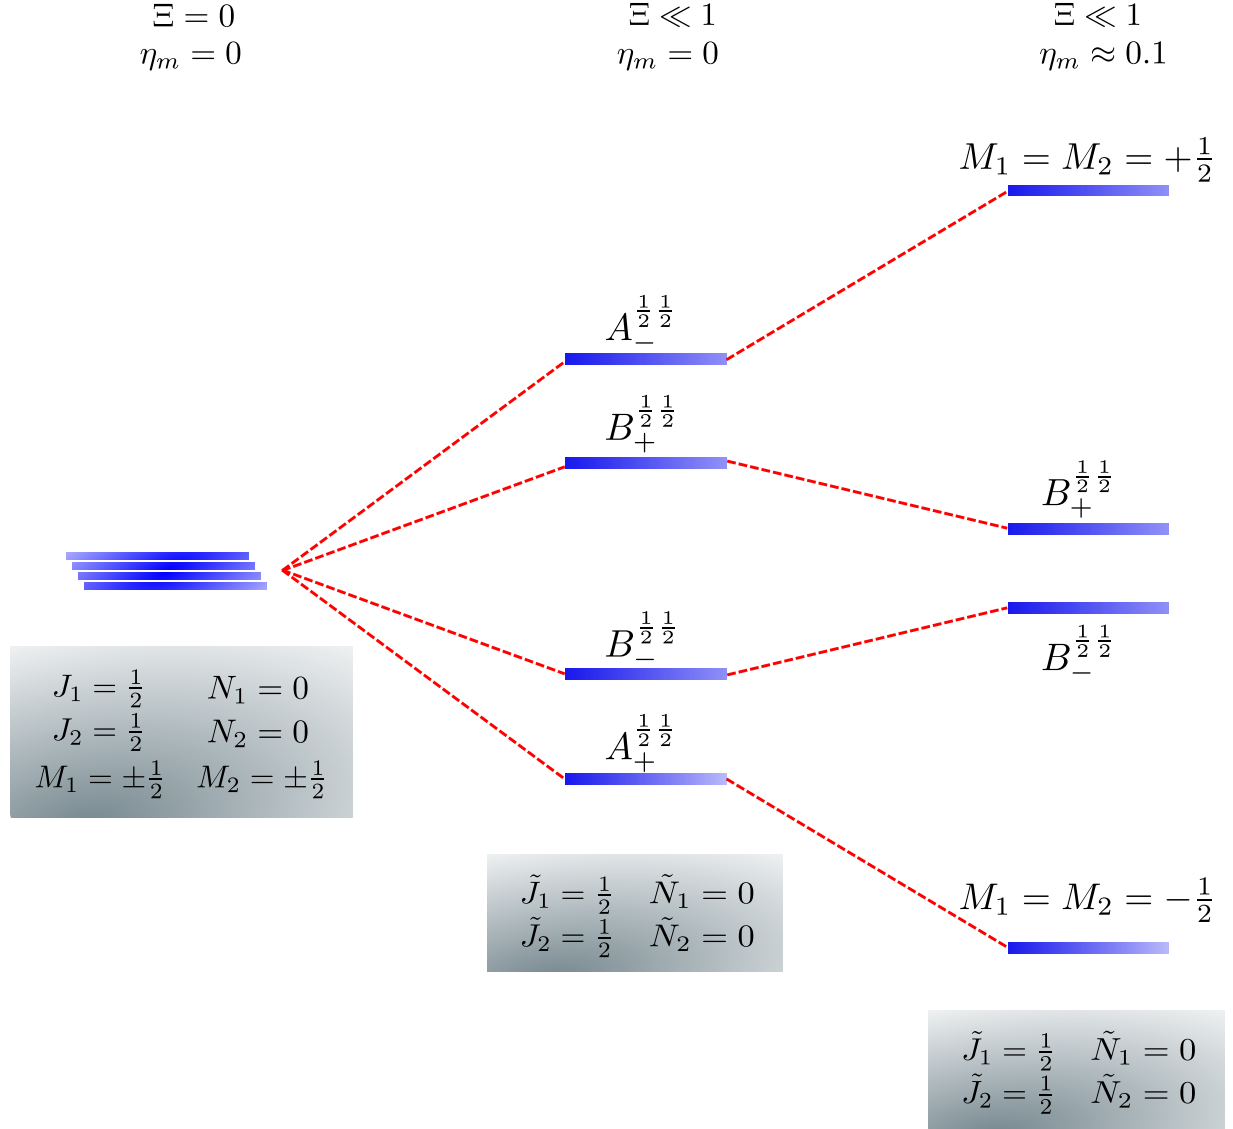 Ξ = 0
η_m = 0
Ξ ≪ 1
η_m = 0
Ξ ≪ 1
η_m ≈ 0.1
J_1 = 1/2 N_1 = 0
J_2 = 1/2 N_2 = 0
M_1 = ±1/2 M_2 = ±1/2
A_-^{1/2 1/2}
B_+^{1/2 1/2}
B_-^{1/2 1/2}
A_+^{1/2 1/2}
J̃_1 = 1/2 Ñ_1 = 0
J̃_2 = 1/2 Ñ_2 = 0
M_1 = M_2 = +1/2
B_+^{1/2 1/2}
B_-^{1/2 1/2}
M_1 = M_2 = -1/2
J̃_1 = 1/2 Ñ_1 = 0
J̃_2 = 1/2 Ñ_2 = 0